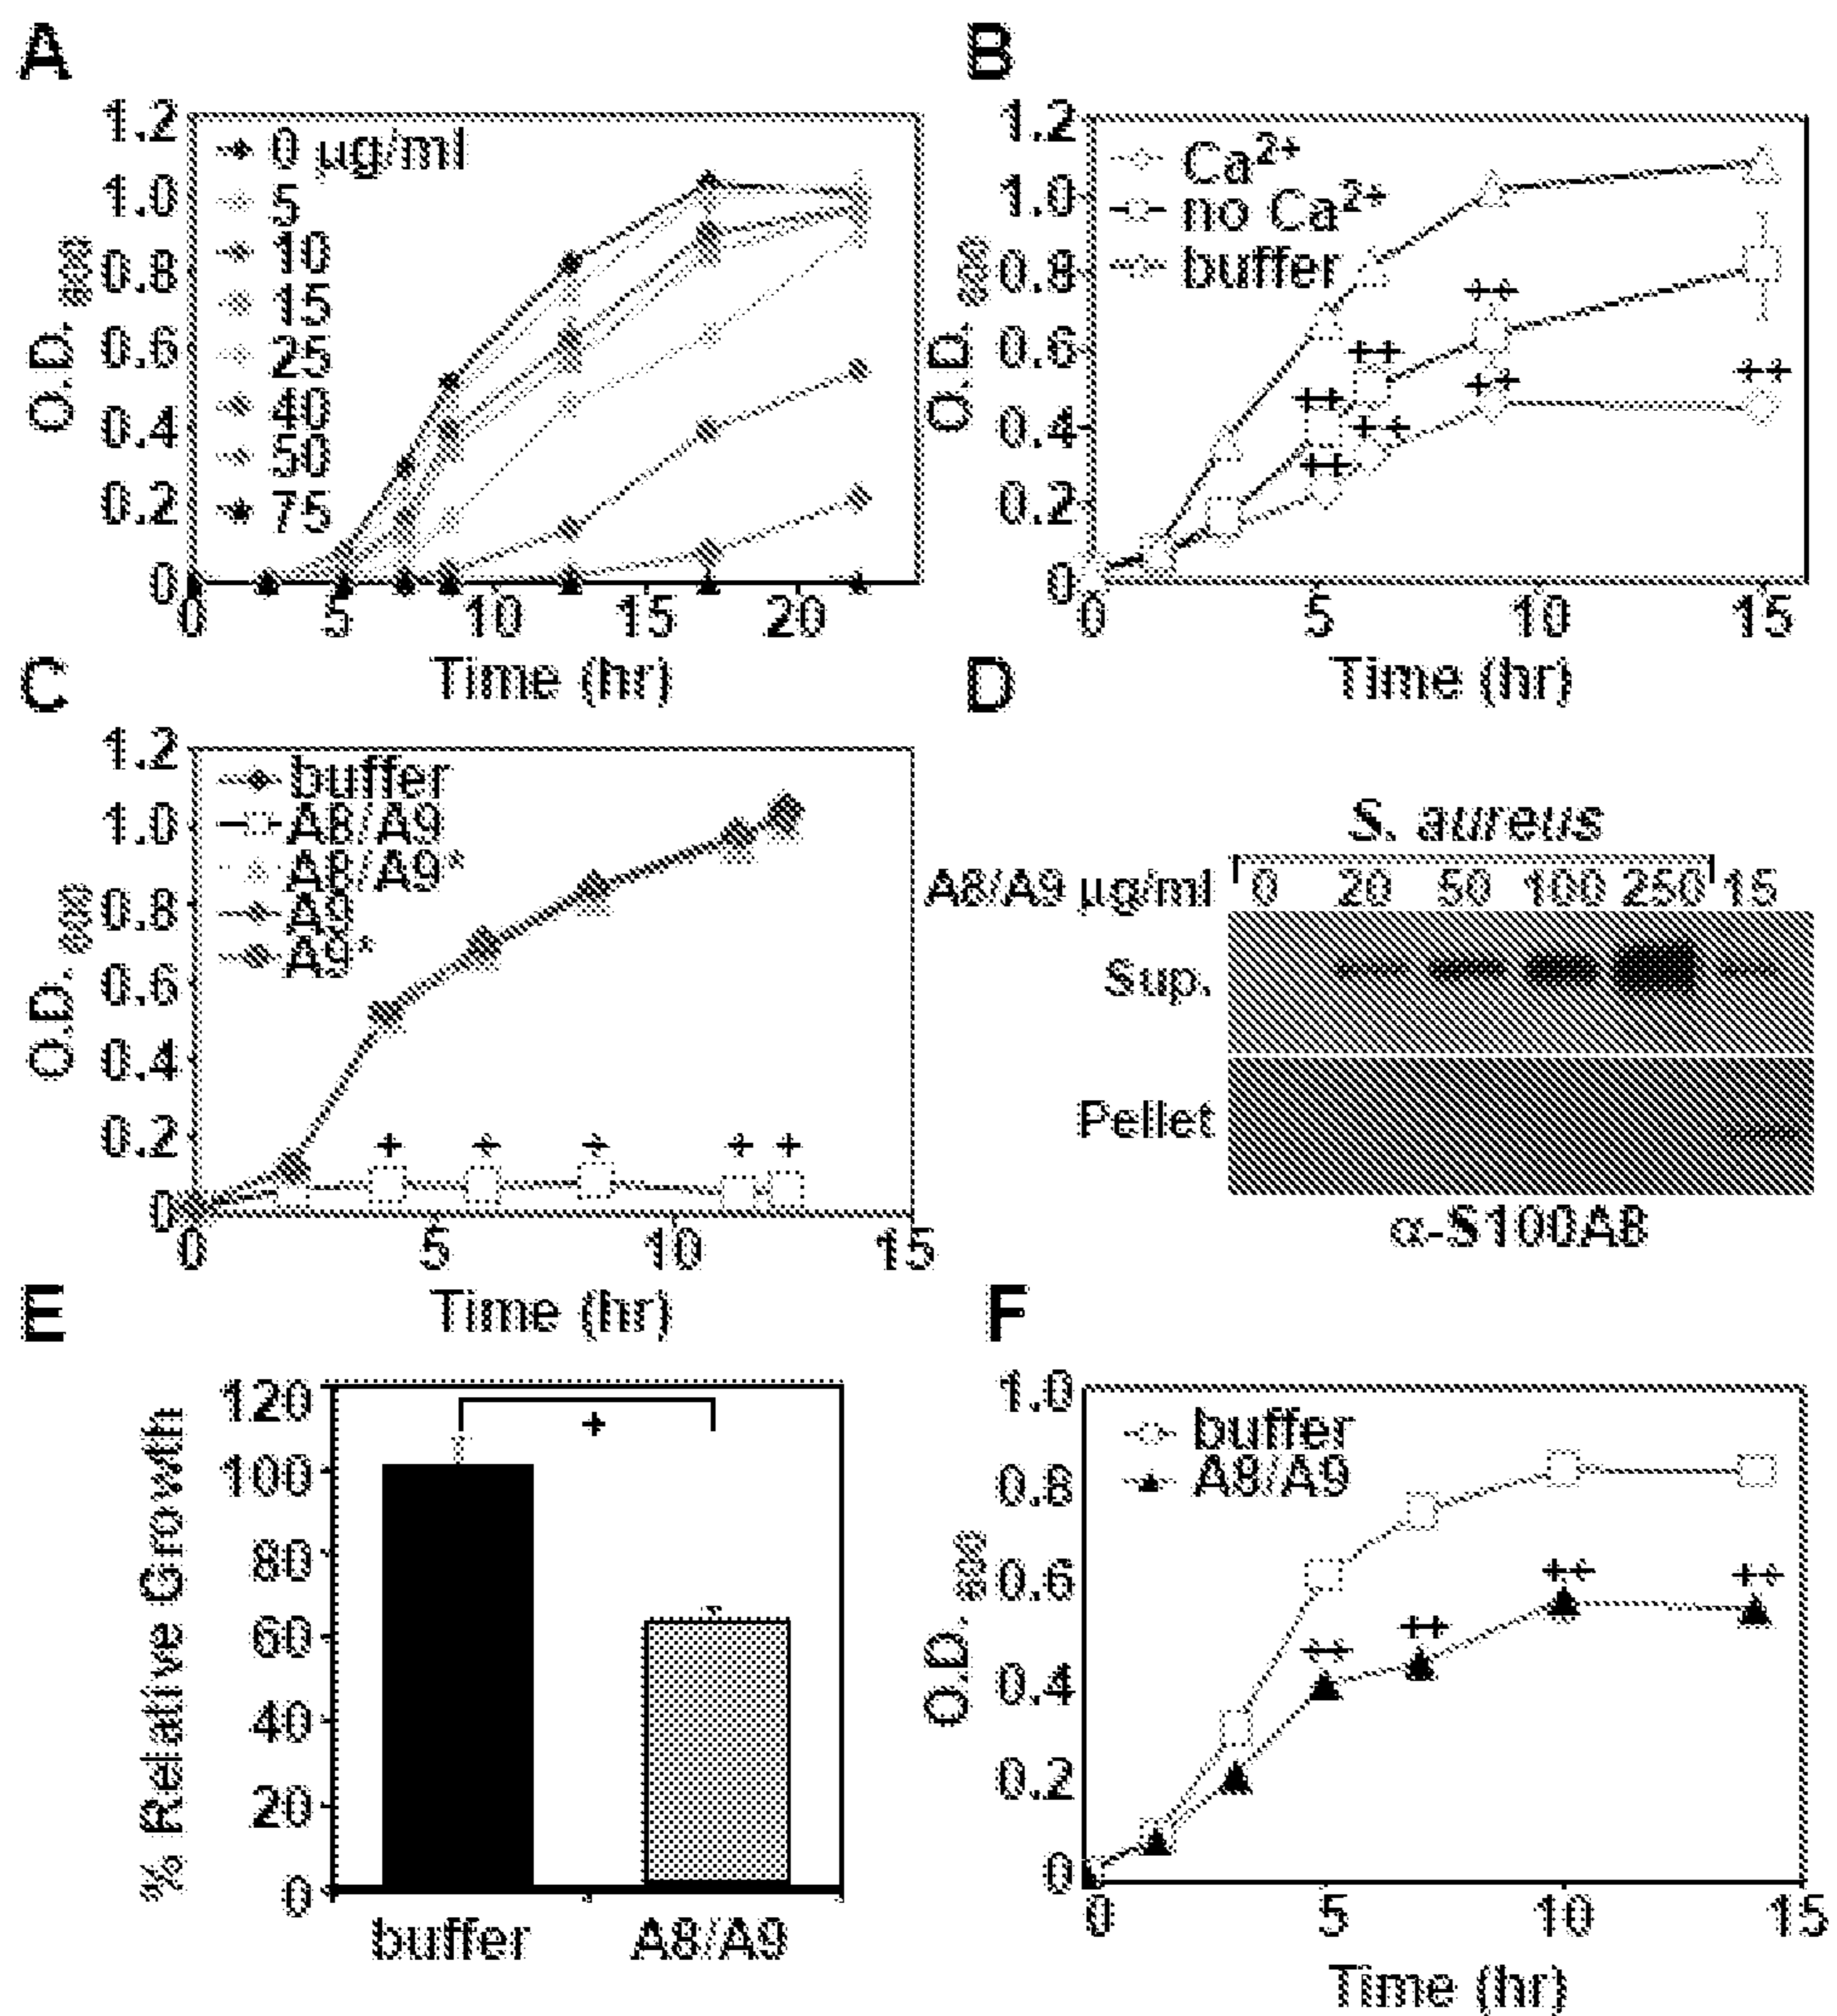 A
1.2
1.0
0.8
0.6
0.4
0.2
0
O.D. 600
0 µg/ml
5
10
15
25
40
50
75
0 5 10 15 20
Time (hr)
B
1.2
1.0
0.8
0.6
0.4
0.2
0
O.D. 600
Ca2+
no Ca2+
buffer
++
++
++
++
++
++
++
0 5 10 15
Time (hr)
C
1.2
1.0
0.8
0.6
0.4
0.2
0
O.D. 600
buffer
A8/A9
A8/A9*
A9
A9*
+ + + + +
0 5 10 15
Time (hr)
D
S. aureus
A8/A9 µg/ml 0 20 50 100 250 15
Sup.
Pellet
α-S100A8
E
120
100
80
60
40
20
0
% Relative Growth
+
buffer A8/A9
F
1.0
0.8
0.6
0.4
0.2
0
O.D. 600
buffer
A8/A9
++
++
++
++
0 5 10 15
Time (hr)